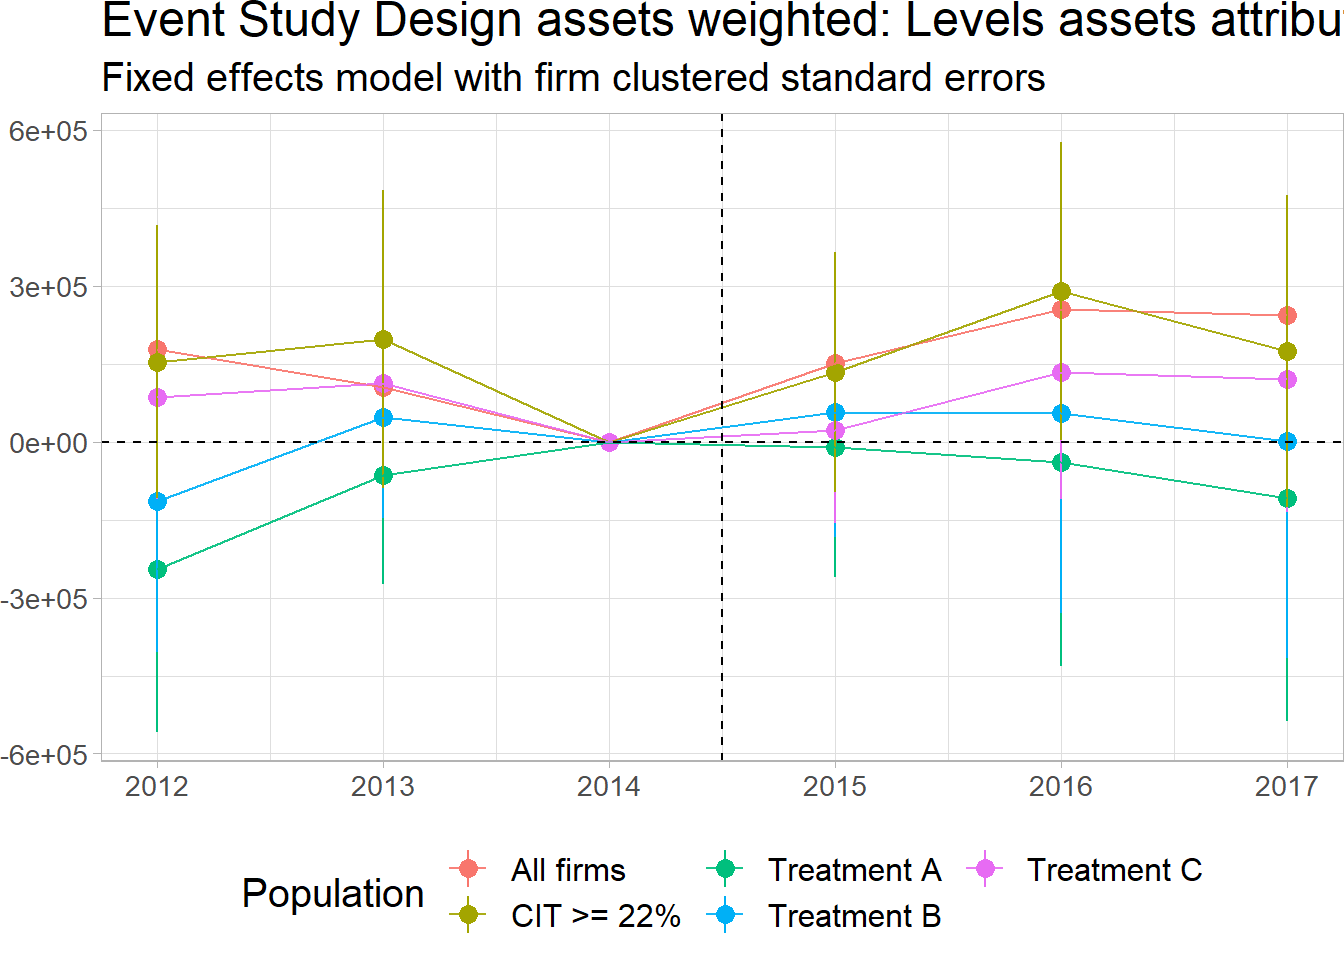 Event Study Design assets weighted: Levels assets
Fixed effects model with firm clustered standard errors
6e+05
3e+05
0e+00
-3e+05
-6e+05
2012 2013 2014 2015 2016 2017
Population
All firms
CIT >= 22%
Treatment A
Treatment B
Treatment C